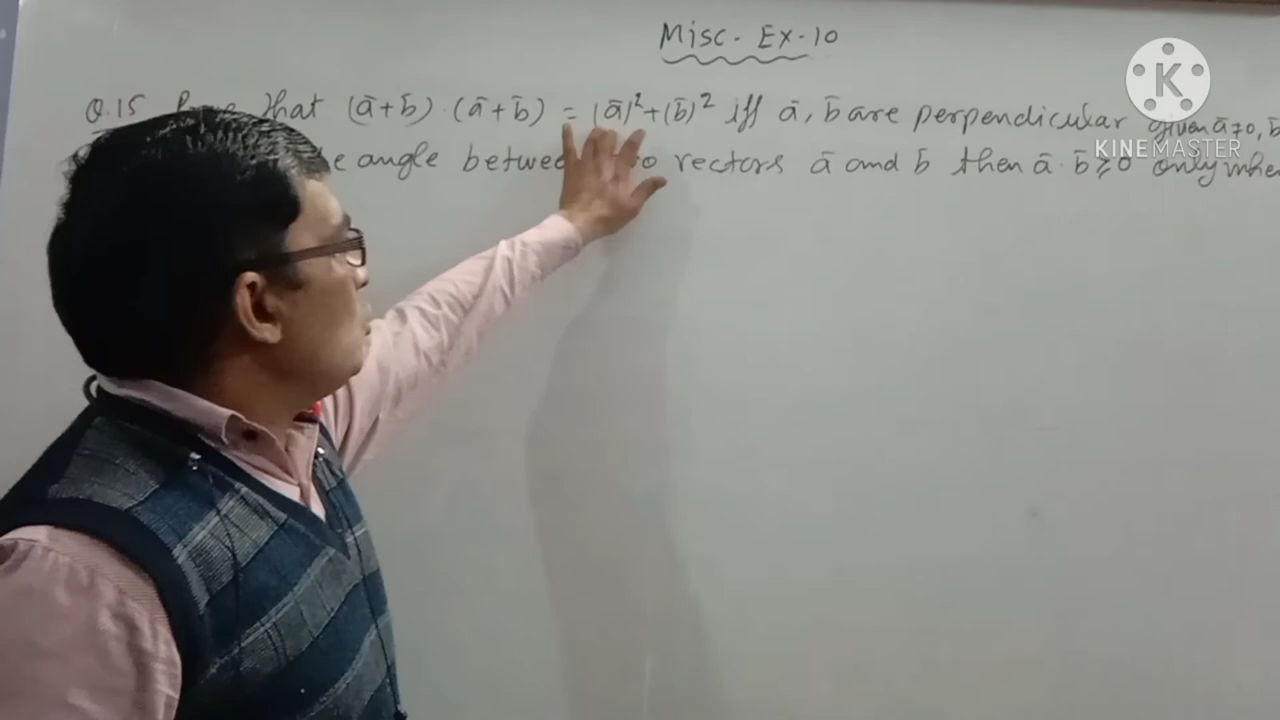 Misc. Ex-10
Q.15 that (ā+b̄)·(ā+b̄) = |ā|²+|b̄|² iff ā, b̄ are perpendicular given ā≠0, b̄
angle between vectors ā and b̄ then ā·b̄ ≥ 0 only when
K
KINEMASTER